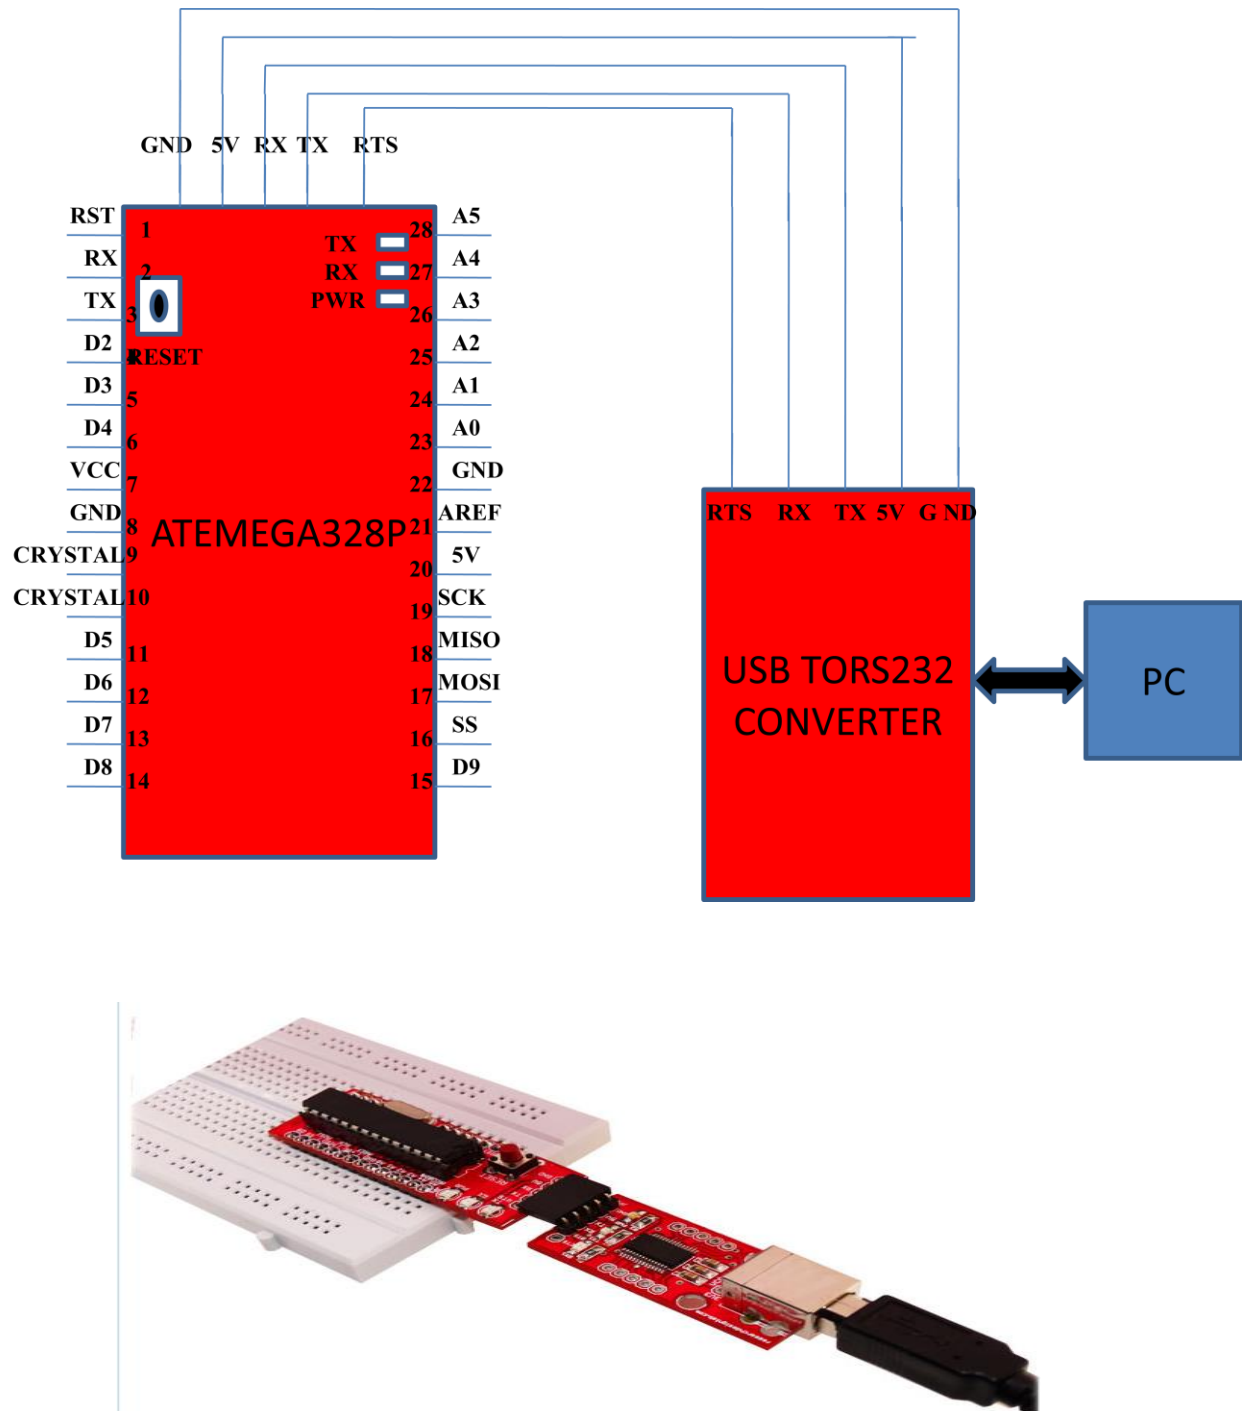 GND 5V RX TX RTS
RST 1 28 A5
TX
RX 2 27 A4
RX
TX 3 26 A3
PWR
D2 4 25 A2
RESET
D3 5 24 A1
D4 6 23 A0
VCC 7 22 GND
GND 8 21 AREF
ATEMEGA328P
CRYSTAL 9 20 5V
CRYSTAL 10 19 SCK
D5 11 18 MISO
D6 12 17 MOSI
D7 13 16 SS
D8 14 15 D9
RTS RX TX 5V G ND
USB TORS232
CONVERTER
PC